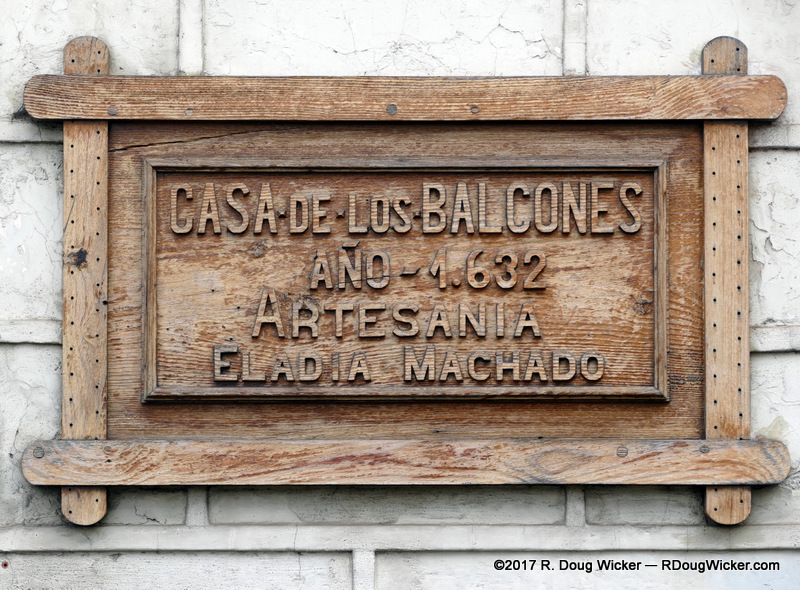 CASA·DE·LOS·BALCONES
AÑO-1.632
ARTESANIA
ELADIA MACHADO
©2017 R. Doug Wicker — RDougWicker.com